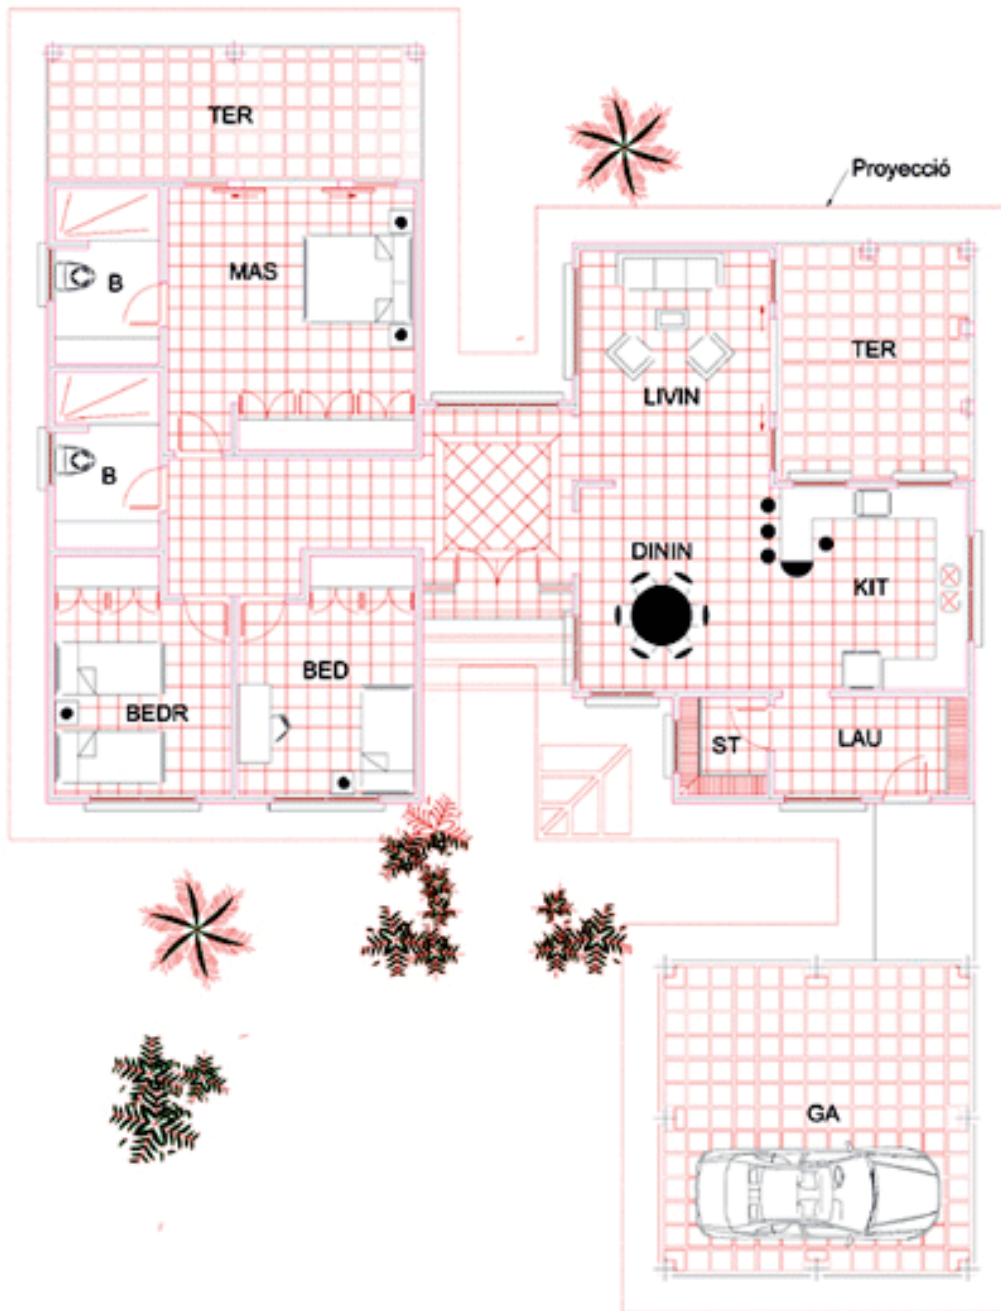 TER
Proyecció
B
MAS
TER
LIVIN
B
DININ
KIT
BED
BEDR
ST
LAU
GA